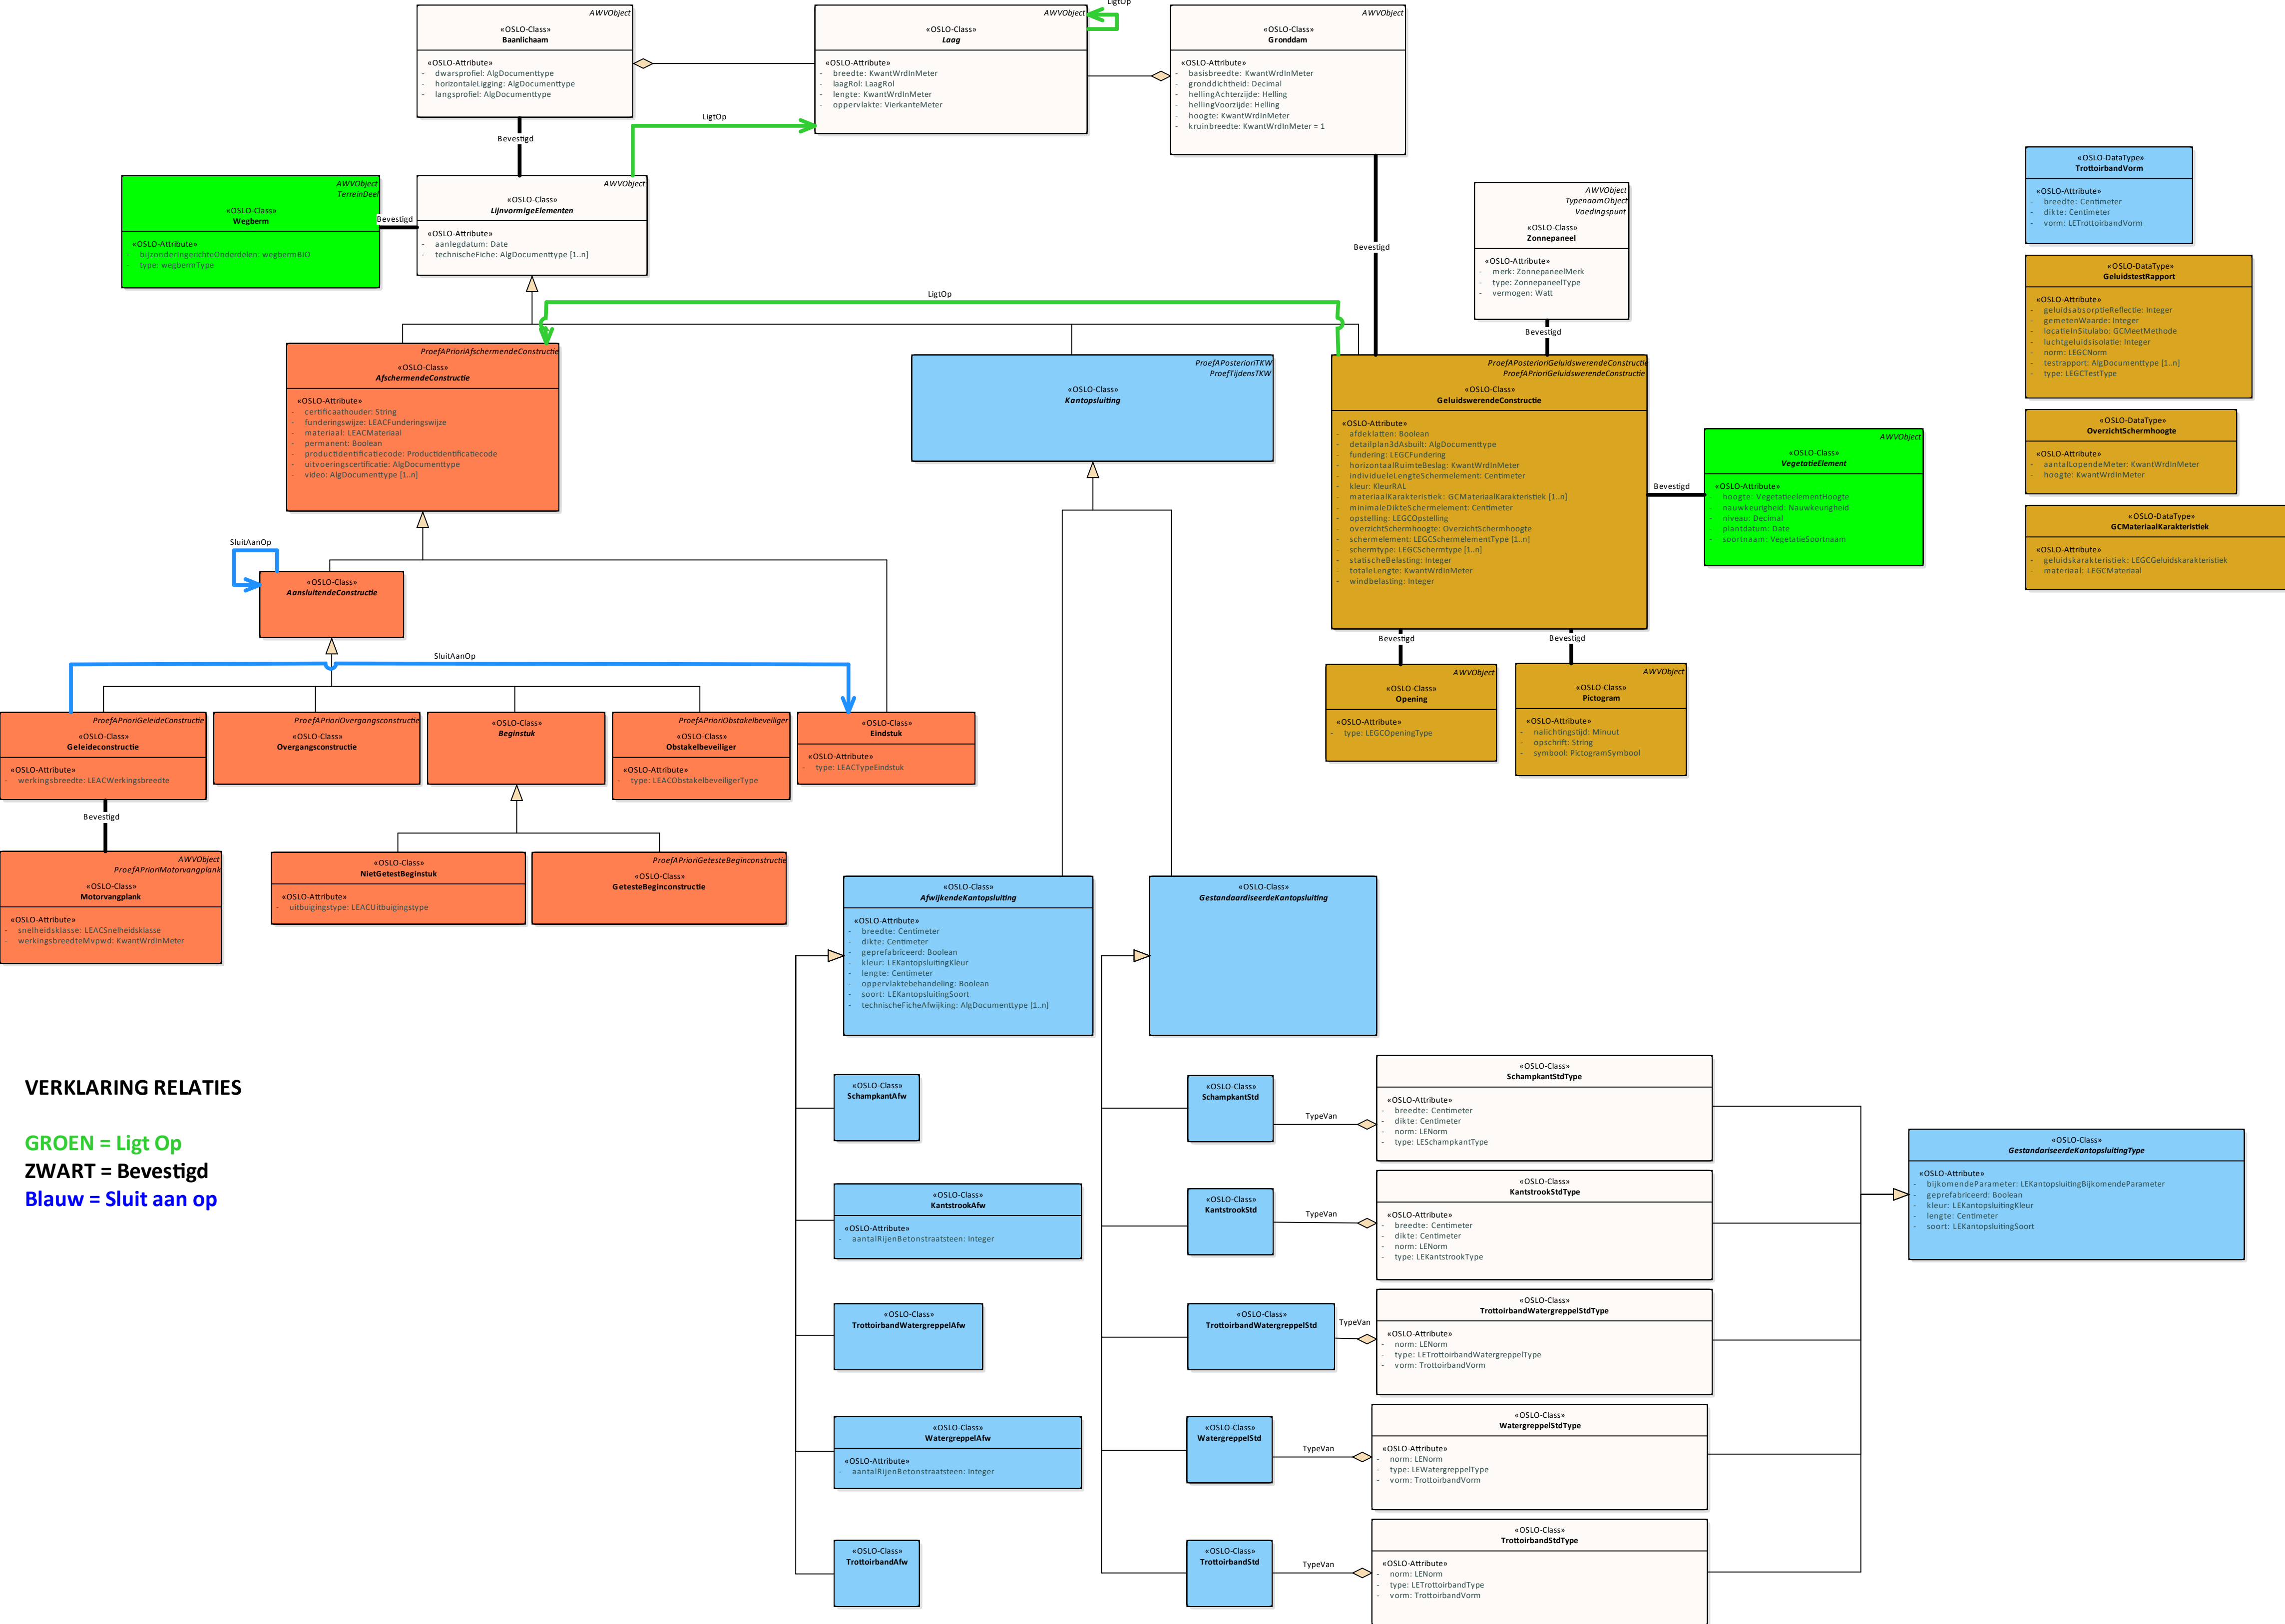 AWVObject
«OSLO-Class»
Baanlichaam
«OSLO-Attribute»
- dwarsprofiel: AlgDocumenttype
- horizontaleLigging: AlgDocumenttype
- langsprofiel: AlgDocumenttype
AWVObject
«OSLO-Class»
Laag
«OSLO-Attribute»
- breedte: KwantWrdInMeter
- laagRol: LaagRol
- lengte: KwantWrdInMeter
- oppervlakte: VierkanteMeter
LigtOp
AWVObject
«OSLO-Class»
Gronddam
«OSLO-Attribute»
- basisbreedte: KwantWrdInMeter
- gronddichtheid: Decimal
- hellingAchterzijde: Helling
- hellingVoorzijde: Helling
- hoogte: KwantWrdInMeter
- kruinbreedte: KwantWrdInMeter = 1
Bevestigd
LigtOp
AWVObject
TerreinDeel
«OSLO-Class»
Wegberm
«OSLO-Attribute»
- bijzonderIngerichteOnderdelen: wegbermBIO
- type: wegbermType
Bevestigd
AWVObject
«OSLO-Class»
LijnvormigeElementen
«OSLO-Attribute»
- aanlegdatum: Date
- technischeFiche: AlgDocumenttype [1..n]
Bevestigd
AWVObject
TypenaamObject
Voedingspunt
«OSLO-Class»
Zonnepaneel
«OSLO-Attribute»
- merk: ZonnepaneelMerk
- type: ZonnepaneelType
- vermogen: Watt
Bevestigd
«OSLO-DataType»
TrottoirbandVorm
«OSLO-Attribute»
- breedte: Centimeter
- dikte: Centimeter
- vorm: LETrottoirbandVorm
«OSLO-DataType»
GeluidstestRapport
«OSLO-Attribute»
- geluidsabsorptieReflectie: Integer
- gemetenWaarde: Integer
- locatieInSitulabo: GCMeetMethode
- luchtgeluidsisolatie: Integer
- norm: LEGCNorm
- testrapport: AlgDocumenttype [1..n]
- type: LEGCTestType
«OSLO-DataType»
OverzichtSchermhoogte
«OSLO-Attribute»
- aantalLopendeMeter: KwantWrdInMeter
- hoogte: KwantWrdInMeter
«OSLO-DataType»
GCMateriaalKarakteristiek
«OSLO-Attribute»
- geluidskarakteristiek: LEGCGeluidskarakteristiek
- materiaal: LEGCMateriaal
LigtOp
ProefAPrioriAfschermendeConstructie
«OSLO-Class»
AfschermendeConstructie
«OSLO-Attribute»
- certificaathouder: String
- funderingswijze: LEACFunderingswijze
- materiaal: LEACMateriaal
- permanent: Boolean
- productidentificatiecode: Productidentificatiecode
- uitvoeringscertificatie: AlgDocumenttype
- video: AlgDocumenttype [1..n]
ProefAPosterioriTKW
ProefTijdensTKW
«OSLO-Class»
Kantopsluiting
ProefAPosterioriGeluidswerendeConstructie
ProefAPrioriGeluidswerendeConstructie
«OSLO-Class»
GeluidswerendeConstructie
«OSLO-Attribute»
- afdeklatten: Boolean
- detailplan3dAsbuilt: AlgDocumenttype
- fundering: LEGCFundering
- horizontaalRuimteBeslag: KwantWrdInMeter
- individueleLengteSchermelement: Centimeter
- kleur: KleurRAL
- materiaalKarakteristiek: GCMateriaalKarakteristiek [1..n]
- minimaleDikteSchermelement: Centimeter
- opstelling: LEGCOpstelling
- overzichtSchermhoogte: OverzichtSchermhoogte
- schermelement: LEGCSchermelementType [1..n]
- schermtype: LEGCSchermtype [1..n]
- statischeBelasting: Integer
- totaleLengte: KwantWrdInMeter
- windbelasting: Integer
Bevestigd
AWVObject
«OSLO-Class»
VegetatieElement
«OSLO-Attribute»
- hoogte: VegetatieelementHoogte
- nauwkeurigheid: Nauwkeurigheid
- niveau: Decimal
- plantdatum: Date
- soortnaam: VegetatieSoortnaam
SluitAanOp
«OSLO-Class»
AansluitendeConstructie
SluitAanOp
Bevestigd
Bevestigd
AWVObject
«OSLO-Class»
Opening
«OSLO-Attribute»
- type: LEGCOpeningType
AWVObject
«OSLO-Class»
Pictogram
«OSLO-Attribute»
- nalichtingstijd: Minuut
- opschrift: String
- symbool: PictogramSymbool
ProefAPrioriGeleideConstructie
«OSLO-Class»
Geleideconstructie
«OSLO-Attribute»
- werkingsbreedte: LEACWerkingsbreedte
ProefAPrioriOvergangsconstructie
«OSLO-Class»
Overgangsconstructie
«OSLO-Class»
Beginstuk
ProefAPrioriObstakelbeveiliger
«OSLO-Class»
Obstakelbeveiliger
«OSLO-Attribute»
- type: LEACObstakelbeveiligerType
«OSLO-Class»
Eindstuk
«OSLO-Attribute»
- type: LEACTypeEindstuk
Bevestigd
AWVObject
ProefAPrioriMotorvangplank
«OSLO-Class»
Motorvangplank
«OSLO-Attribute»
- snelheidsklasse: LEACSnelheidsklasse
- werkingsbreedteMvpwd: KwantWrdInMeter
«OSLO-Class»
NietGetestBeginstuk
«OSLO-Attribute»
- uitbuigingstype: LEACUitbuigingstype
ProefAPrioriGetesteBeginconstructie
«OSLO-Class»
GetesteBeginconstructie
«OSLO-Class»
AfwijkendeKantopsluiting
«OSLO-Attribute»
- breedte: Centimeter
- dikte: Centimeter
- geprefabriceerd: Boolean
- kleur: LEKantopsluitingKleur
- lengte: Centimeter
- oppervlaktebehandeling: Boolean
- soort: LEKantopsluitingSoort
- technischeFicheAfwijking: AlgDocumenttype [1..n]
«OSLO-Class»
GestandaardiseerdeKantopsluiting
VERKLARING RELATIES
GROEN = Ligt Op
ZWART = Bevestigd
Blauw = Sluit aan op
«OSLO-Class»
SchampkantAfw
«OSLO-Class»
SchampkantStd
TypeVan
«OSLO-Class»
SchampkantStdType
«OSLO-Attribute»
- breedte: Centimeter
- dikte: Centimeter
- norm: LENorm
- type: LESchampkantType
«OSLO-Class»
GestandariseerdeKantopsluitingType
«OSLO-Attribute»
- bijkomendeParameter: LEKantopsluitingBijkomendeParameter
- geprefabriceerd: Boolean
- kleur: LEKantopsluitingKleur
- lengte: Centimeter
- soort: LEKantopsluitingSoort
«OSLO-Class»
KantstrookAfw
«OSLO-Attribute»
- aantalRijenBetonstraatsteen: Integer
«OSLO-Class»
KantstrookStd
TypeVan
«OSLO-Class»
KantstrookStdType
«OSLO-Attribute»
- breedte: Centimeter
- dikte: Centimeter
- norm: LENorm
- type: LEKantstrookType
«OSLO-Class»
TrottoirbandWatergreppelAfw
«OSLO-Class»
TrottoirbandWatergreppelStd
TypeVan
«OSLO-Class»
TrottoirbandWatergreppelStdType
«OSLO-Attribute»
- norm: LENorm
- type: LETrottoirbandWatergreppelType
- vorm: TrottoirbandVorm
«OSLO-Class»
WatergreppelAfw
«OSLO-Attribute»
- aantalRijenBetonstraatsteen: Integer
«OSLO-Class»
WatergreppelStd
TypeVan
«OSLO-Class»
WatergreppelStdType
«OSLO-Attribute»
- norm: LENorm
- type: LEWatergreppelType
- vorm: TrottoirbandVorm
«OSLO-Class»
TrottoirbandAfw
«OSLO-Class»
TrottoirbandStd
TypeVan
«OSLO-Class»
TrottoirbandStdType
«OSLO-Attribute»
- norm: LENorm
- type: LETrottoirbandType
- vorm: TrottoirbandVorm